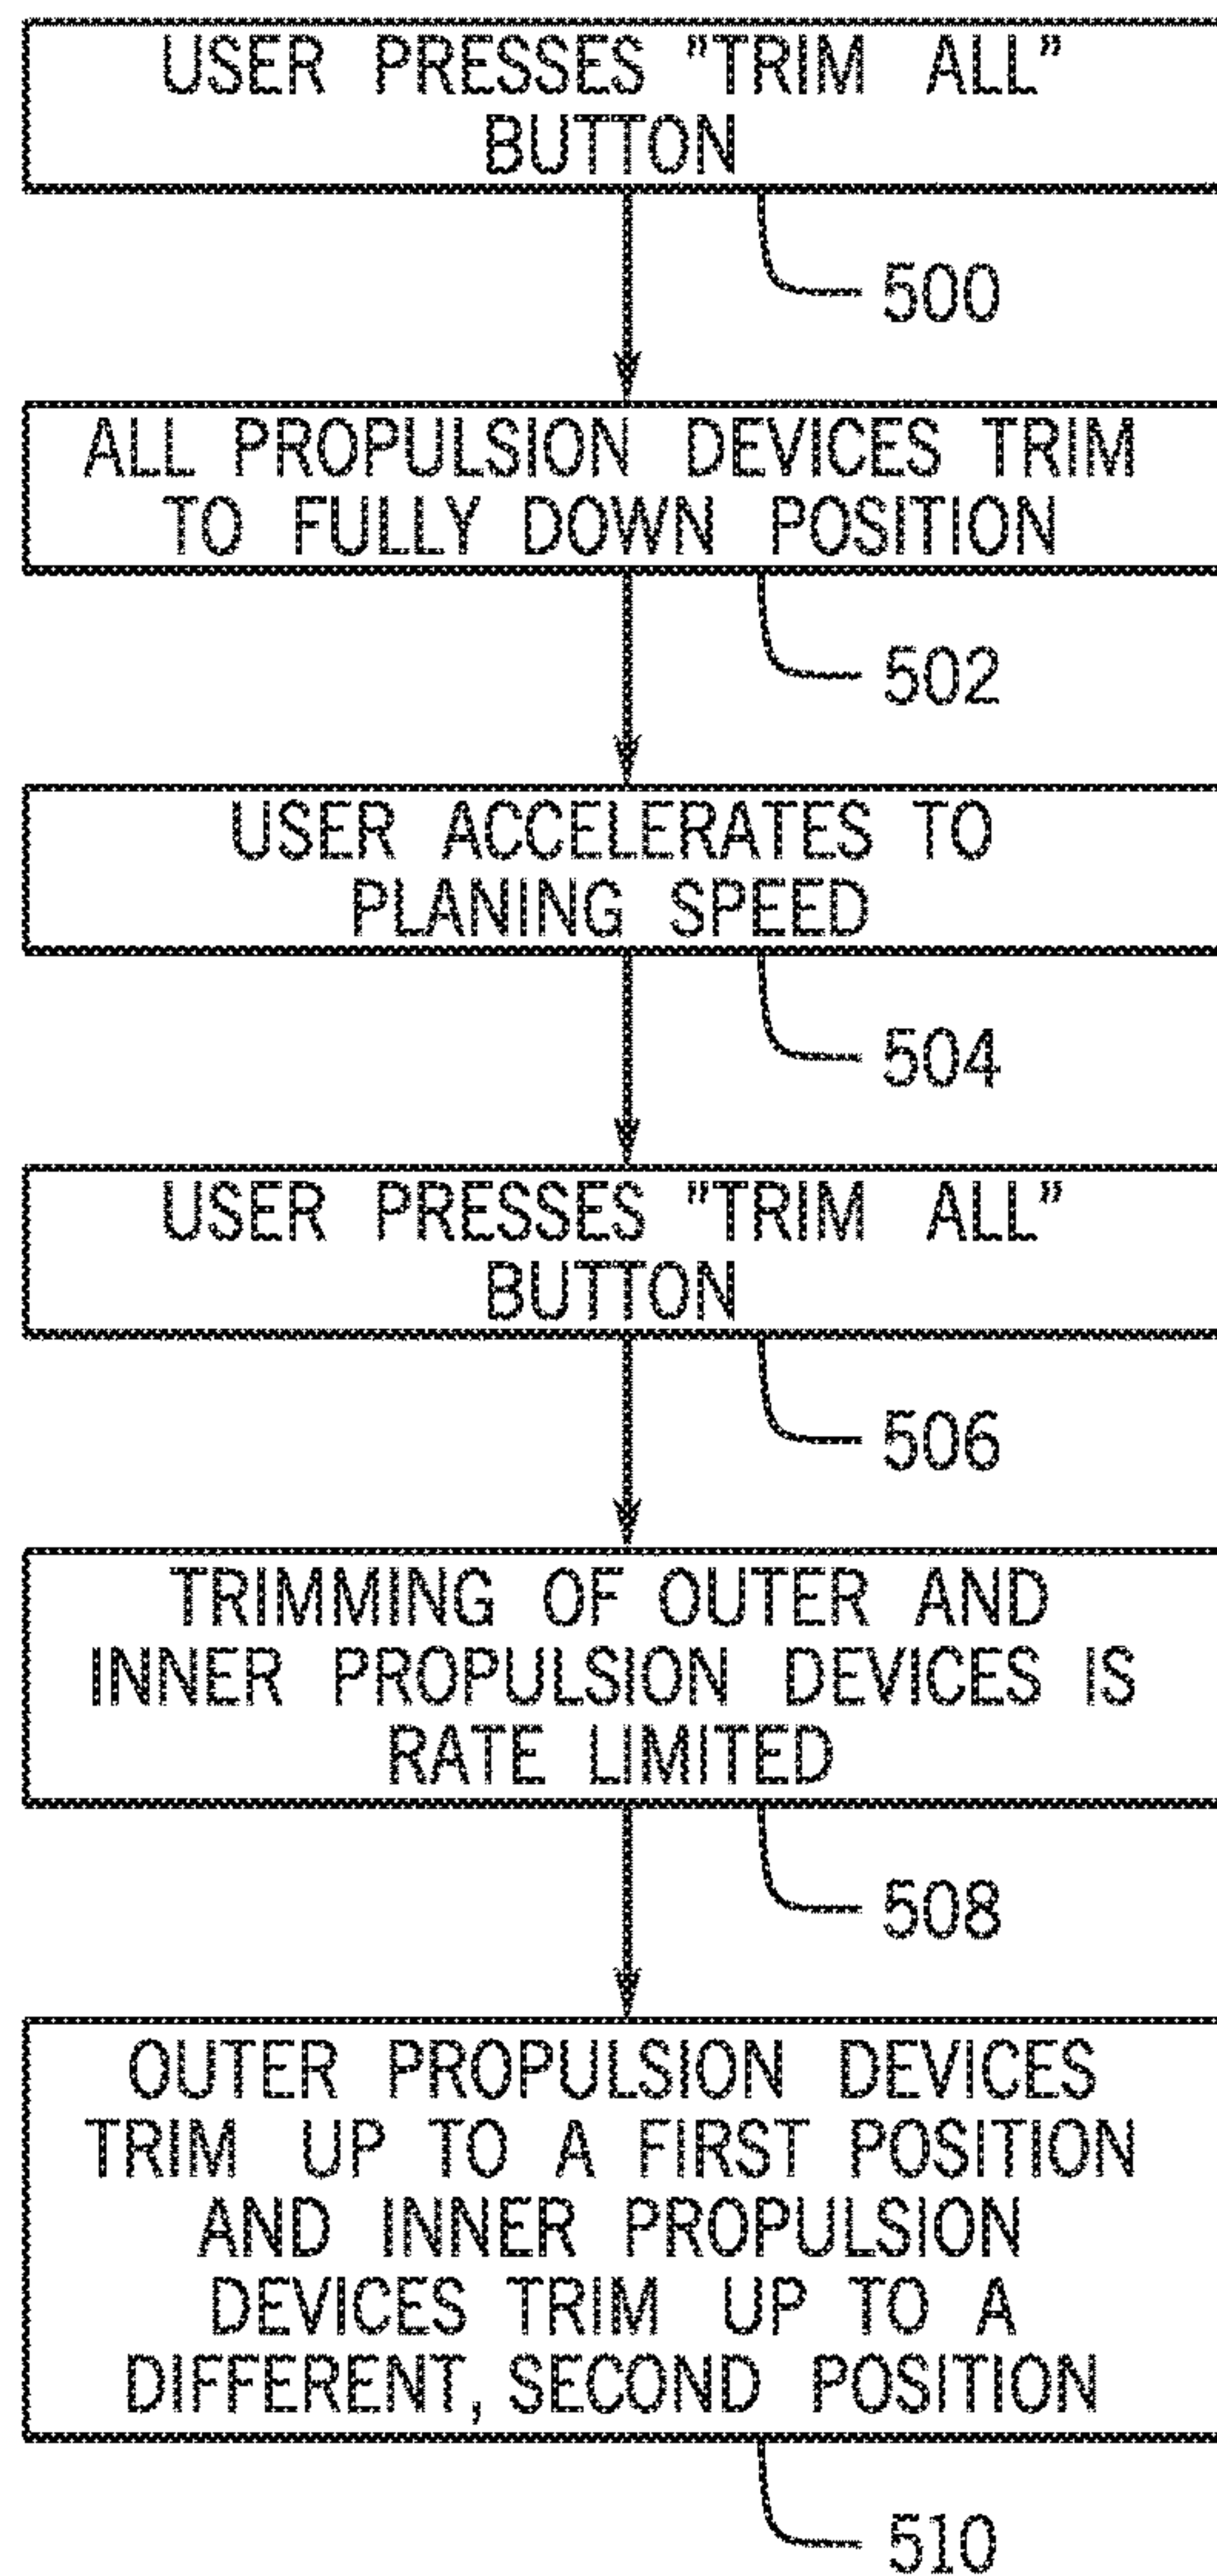 USER PRESSES "TRIM ALL"
BUTTON
500
ALL PROPULSION DEVICES TRIM
TO FULLY DOWN POSITION
502
USER ACCELERATES TO
PLANING SPEED
504
USER PRESSES "TRIM ALL"
BUTTON
506
TRIMMING OF OUTER AND
INNER PROPULSION DEVICES IS
RATE LIMITED
508
OUTER PROPULSION DEVICES
TRIM UP TO A FIRST POSITION
AND INNER PROPULSION
DEVICES TRIM UP TO A
DIFFERENT, SECOND POSITION
510